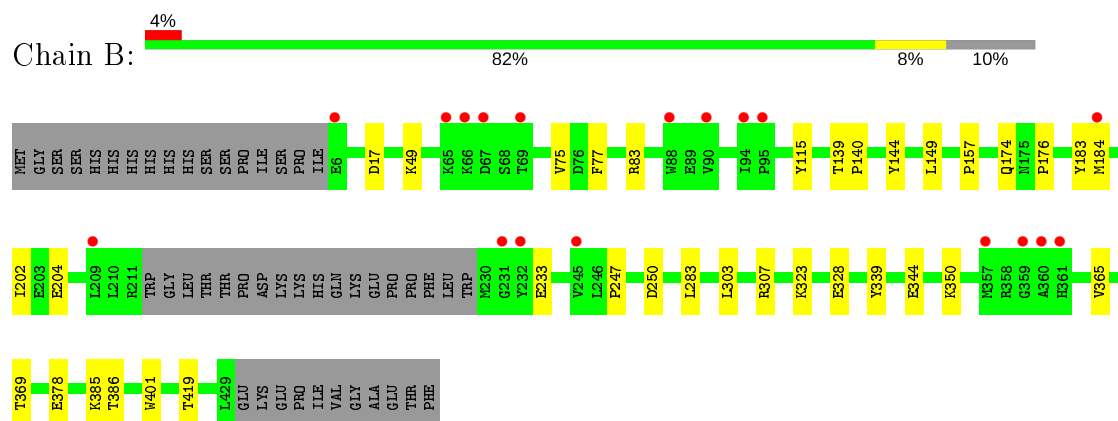 4%
Chain B:
82% 8% 10%
MET GLY SER SER HIS HIS HIS HIS HIS HIS SER SER PRO ILE SER PRO ILE E6 D17 K49 K65 K66 D67 S68 T69 V75 D76 F77 R83 W88 E89 V90 I94 P95 Y115 T139 P140 Y144 L149 P157 Q174 N175 P176 Y183 M184
I202 E203 E204 L209 L210 R211 TRP GLY LEU THR THR PRO ASP LYS LYS HIS GLN LYS GLU PRO PRO PHE LEU TRP M230 G231 Y232 E233 V245 L246 P247 D250 L283 L303 R307 K323 E328 Y339 E344 K350 M357 R358 G359 A360 H361 V365
T369 E378 K385 T386 W401 T419 L429 GLU LYS GLU PRO ILE VAL GLY ALA GLU THR PHE